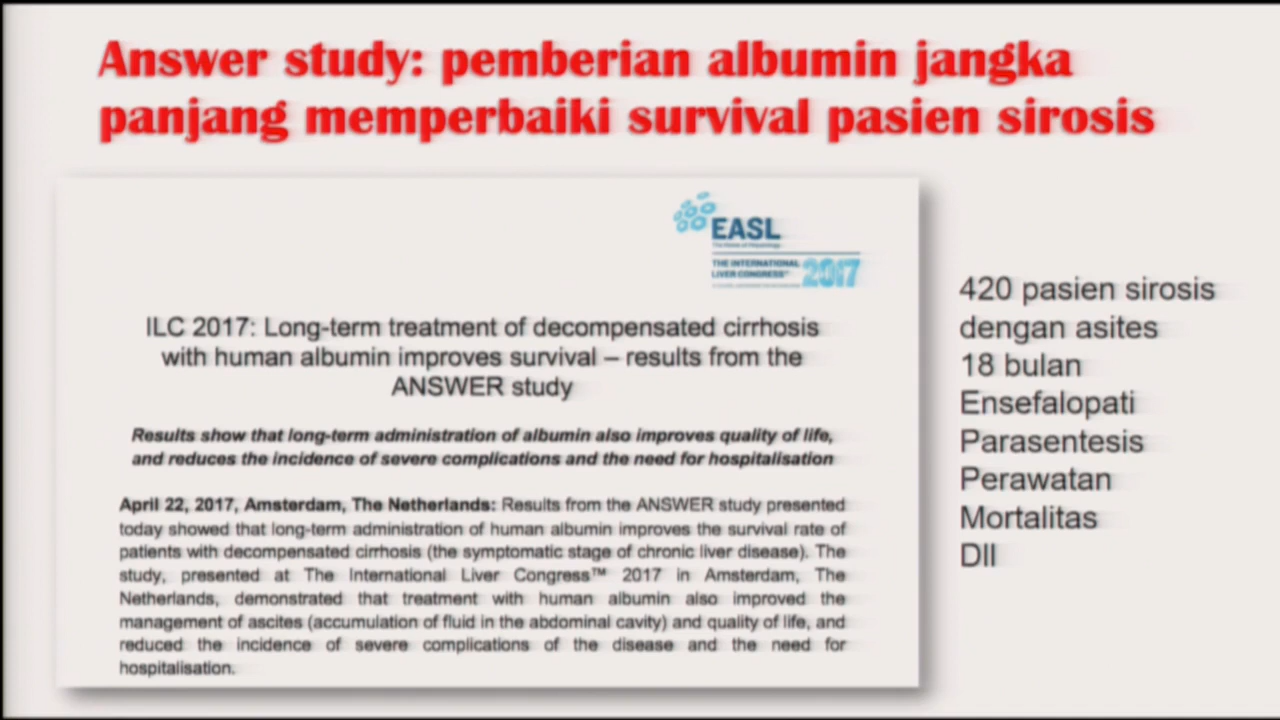 Answer study: pemberian albumin jangka
panjang memperbaiki survival pasien sirosis
EASL
THE INTERNATIONAL
LIVER CONGRESS™ 2017
ILC 2017: Long-term treatment of decompensated cirrhosis
with human albumin improves survival – results from the
ANSWER study
Results show that long-term administration of albumin also improves quality of life,
and reduces the incidence of severe complications and the need for hospitalisation
April 22, 2017, Amsterdam, The Netherlands: Results from the ANSWER study presented
today showed that long-term administration of human albumin improves the survival rate of
patients with decompensated cirrhosis (the symptomatic stage of chronic liver disease). The
study, presented at The International Liver Congress™ 2017 in Amsterdam, The
Netherlands, demonstrated that treatment with human albumin also improved the
management of ascites (accumulation of fluid in the abdominal cavity) and quality of life, and
reduced the incidence of severe complications of the disease and the need for
hospitalisation.
420 pasien sirosis
dengan asites
18 bulan
Ensefalopati
Parasentesis
Perawatan
Mortalitas
Dll